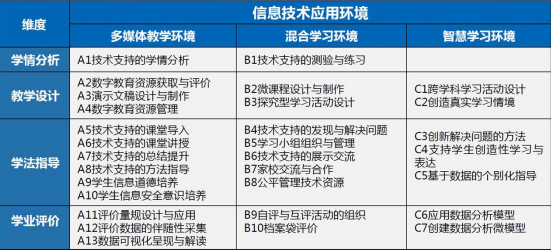 维度
信息技术应用环境
多媒体教学环境
混合学习环境
智慧学习环境
学情分析
A1技术支持的学情分析
B1技术支持的测验与练习
教学设计
A2数字教育资源获取与评价
A3演示文稿设计与制作
A4数字教育资源管理
B2微课程设计与制作
B3探究型学习活动设计
C1跨学科学习活动设计
C2创造真实学习情境
学法指导
A5技术支持的课堂导入
A6技术支持的课堂讲授
A7技术支持的总结提升
A8技术支持的方法指导
A9学生信息道德培养
A10学生信息安全意识培养
B4技术支持的发现与解决问题
B5学习小组组织与管理
B6技术支持的展示交流
B7家校交流与合作
B8公平管理技术资源
C3创新解决问题的方法
C4支持学生创造性学习与
表达
C5基于数据的个别化指导
学业评价
A11评价量规设计与应用
A12评价数据的伴随性采集
A13数据可视化呈现与解读
B9自评与互评活动的组织
B10档案袋评价
C6应用数据分析模型
C7创建数据分析微模型